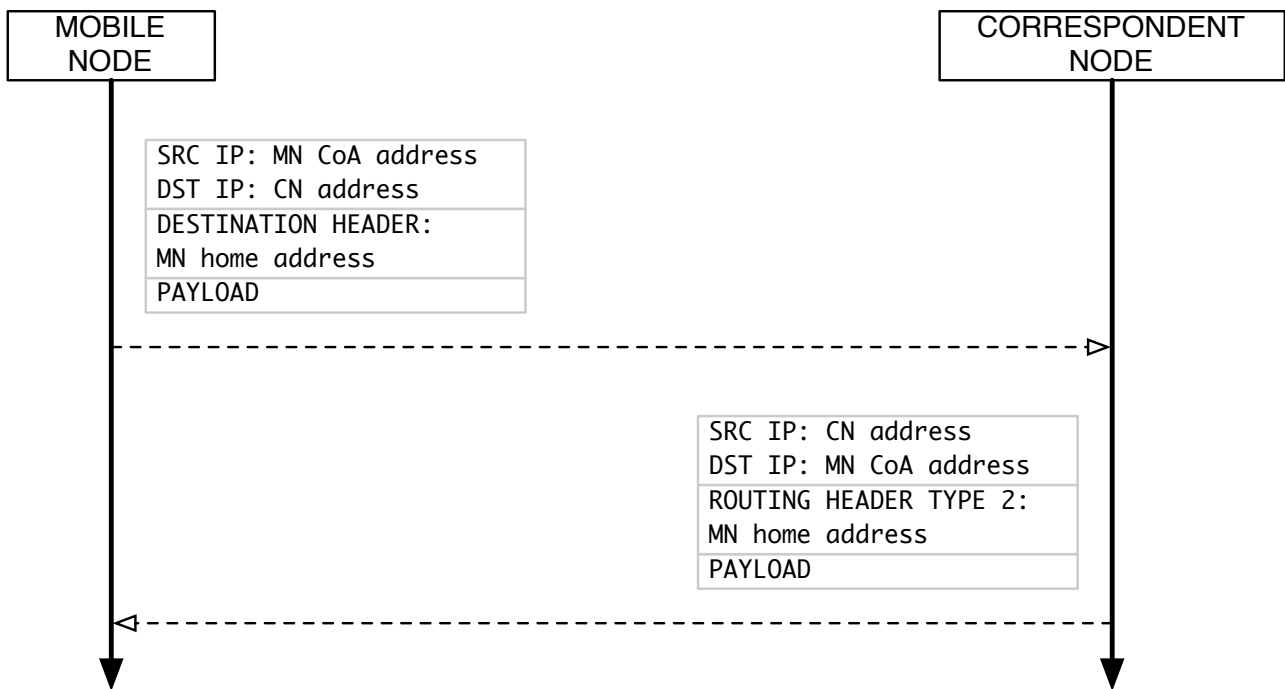 MOBILE
NODE
CORRESPONDENT
NODE
SRC IP: MN CoA address
DST IP: CN address
DESTINATION HEADER:
MN home address
PAYLOAD
SRC IP: CN address
DST IP: MN CoA address
ROUTING HEADER TYPE 2:
MN home address
PAYLOAD